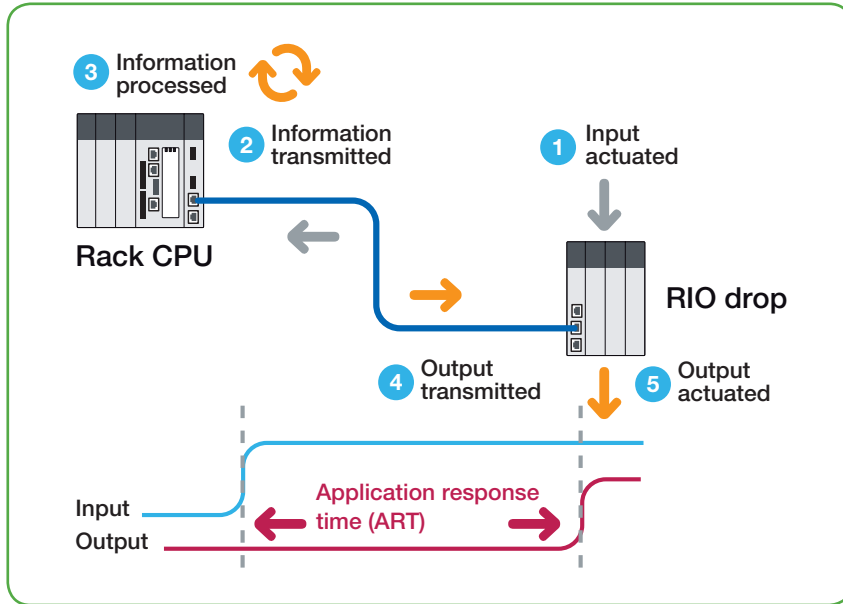 3 Information
processed
2 Information
transmitted
1 Input
actuated
Rack CPU
RIO drop
4 Output
transmitted
5 Output
actuated
Application response
time (ART)
Input
Output